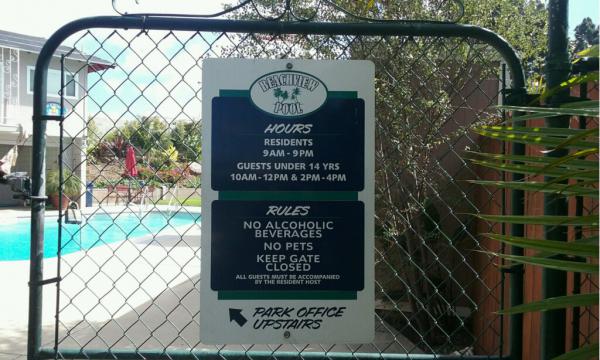 BEACHVIEW
POOL
HOURS
RESIDENTS
9AM - 9PM
GUESTS UNDER 14 YRS
10AM-12PM & 2PM-4PM
RULES
NO ALCOHOLIC
BEVERAGES
NO PETS
KEEP GATE
CLOSED
ALL GUESTS MUST BE ACCOMPANIED
BY THE RESIDENT HOST
PARK OFFICE
UPSTAIRS